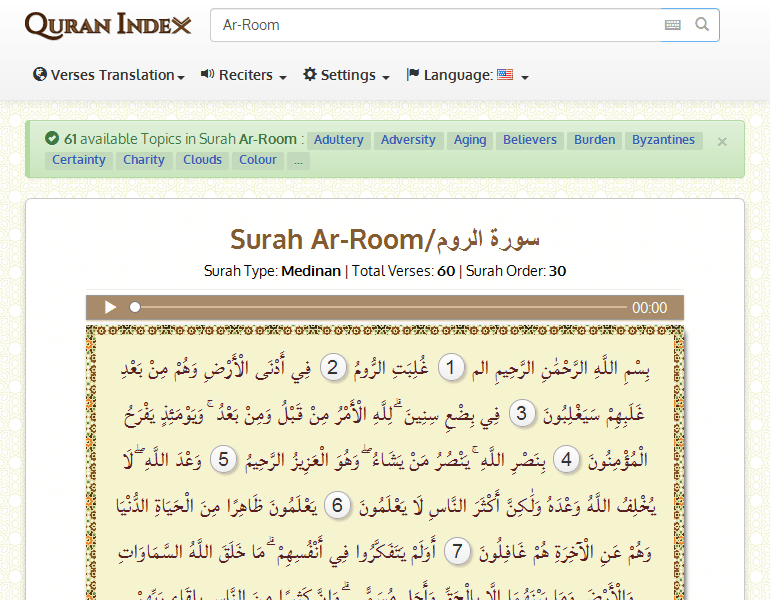 QURAN INDEX
Ar-Room
Verses Translation
Reciters
Settings
Language:
61 available Topics in Surah Ar-Room : Adultery Adversity Aging Believers Burden Byzantines ×
Certainty Charity Clouds Colour ...
Surah Ar-Room/سورة الروم
Surah Type: Medinan | Total Verses: 60 | Surah Order: 30
00:00
بِسْمِ اللَّهِ الرَّحْمَٰنِ الرَّحِيمِ الم 1 غُلِبَتِ الرُّومُ 2 فِي أَدْنَى الْأَرْضِ وَهُمْ مِنْ بَعْدِ
غَلَبِهِمْ سَيَغْلِبُونَ 3 فِي بِضْعِ سِنِينَ ۗ لِلَّهِ الْأَمْرُ مِنْ قَبْلُ وَمِنْ بَعْدُ ۚ وَيَوْمَئِذٍ يَفْرَحُ
الْمُؤْمِنُونَ 4 بِنَصْرِ اللَّهِ ۚ يَنْصُرُ مَنْ يَشَاءُ ۖ وَهُوَ الْعَزِيزُ الرَّحِيمُ 5 وَعْدَ اللَّهِ ۖ لَا
يُخْلِفُ اللَّهُ وَعْدَهُ وَلَٰكِنَّ أَكْثَرَ النَّاسِ لَا يَعْلَمُونَ 6 يَعْلَمُونَ ظَاهِرًا مِنَ الْحَيَاةِ الدُّنْيَا
وَهُمْ عَنِ الْآخِرَةِ هُمْ غَافِلُونَ 7 أَوَلَمْ يَتَفَكَّرُوا فِي أَنْفُسِهِمْ ۗ مَا خَلَقَ اللَّهُ السَّمَاوَاتِ